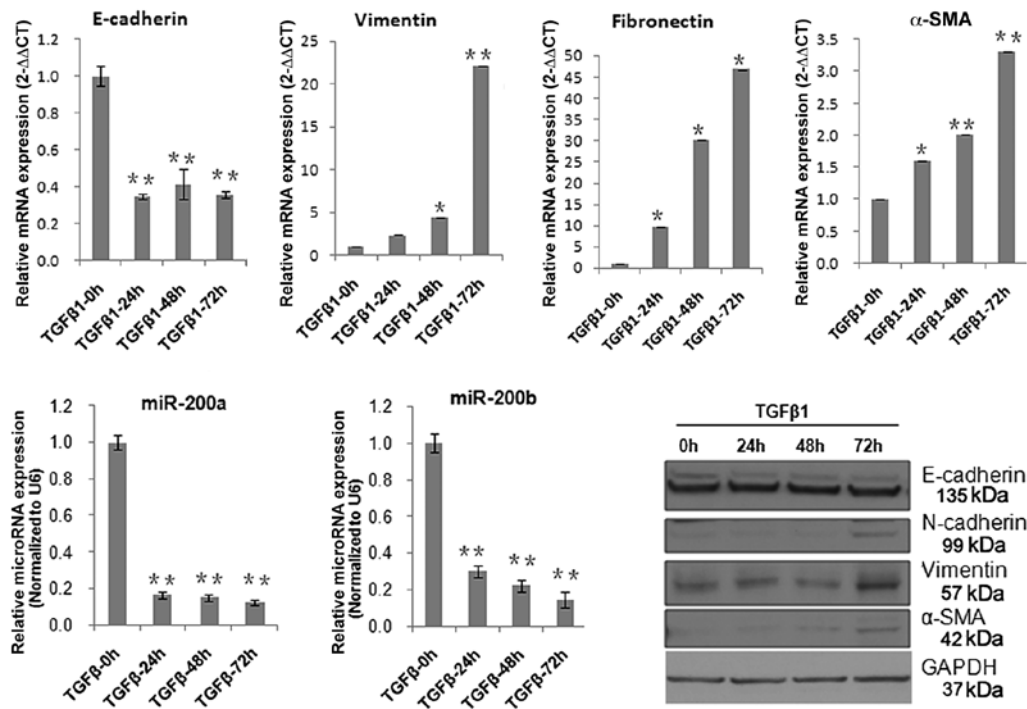 E-cadherin
Relative mRNA expression (2-ΔΔCT)
1.2
1.0
0.8
0.6
0.4
0.2
0.0
**
**
**
TGFβ1-0h
TGFβ1-24h
TGFβ1-48h
TGFβ1-72h
Vimentin
Relative mRNA expression (2-ΔΔCT)
25
20
15
10
5
0
*
**
TGFβ1-0h
TGFβ1-24h
TGFβ1-48h
TGFβ1-72h
Fibronectin
Relative mRNA expression (2-ΔΔCT)
50
45
40
35
30
25
20
15
10
5
0
*
*
*
TGFβ1-0h
TGFβ1-24h
TGFβ1-48h
TGFβ1-72h
α-SMA
Relative mRNA expression (2-ΔΔCT)
3.5
3.0
2.5
2.0
1.5
1.0
0.5
0.0
*
**
**
TGFβ1-0h
TGFβ1-24h
TGFβ1-48h
TGFβ1-72h
miR-200a
Relative microRNA expression
(Normalized to U6)
1.2
1.0
0.8
0.6
0.4
0.2
0.0
**
**
**
TGFβ-0h
TGFβ-24h
TGFβ-48h
TGFβ-72h
miR-200b
Relative microRNA expression
(Normalized to U6)
1.2
1.0
0.8
0.6
0.4
0.2
0.0
**
**
**
TGFβ-0h
TGFβ-24h
TGFβ-48h
TGFβ-72h
TGFβ1
0h 24h 48h 72h
E-cadherin
135 kDa
N-cadherin
99 kDa
Vimentin
57 kDa
α-SMA
42 kDa
GAPDH
37 kDa